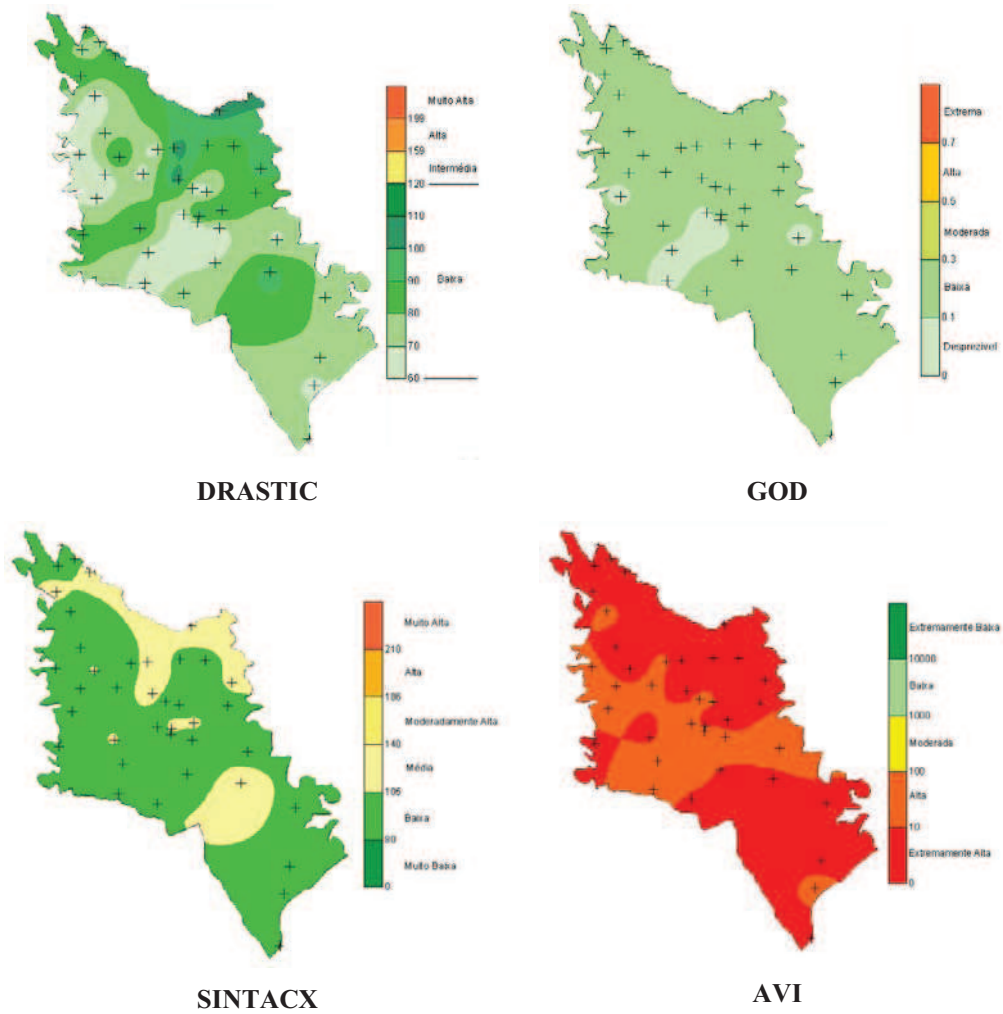 Muito Alta
199
Alta
159
Intermédia
120
110
100
90
Baixa
80
70
60
DRASTIC
Extrema
0.7
Alta
0.5
Moderada
0.3
Baixa
0.1
Desprezivel
0
GOD
Muito Alta
210
Alta
186
Moderadamente Alta
140
Média
105
Baixa
80
Muito Baixa
0
SINTACX
Extremamente Baixa
10000
Baixa
1000
Moderada
100
Alta
10
Extremamente Alta
0
AVI